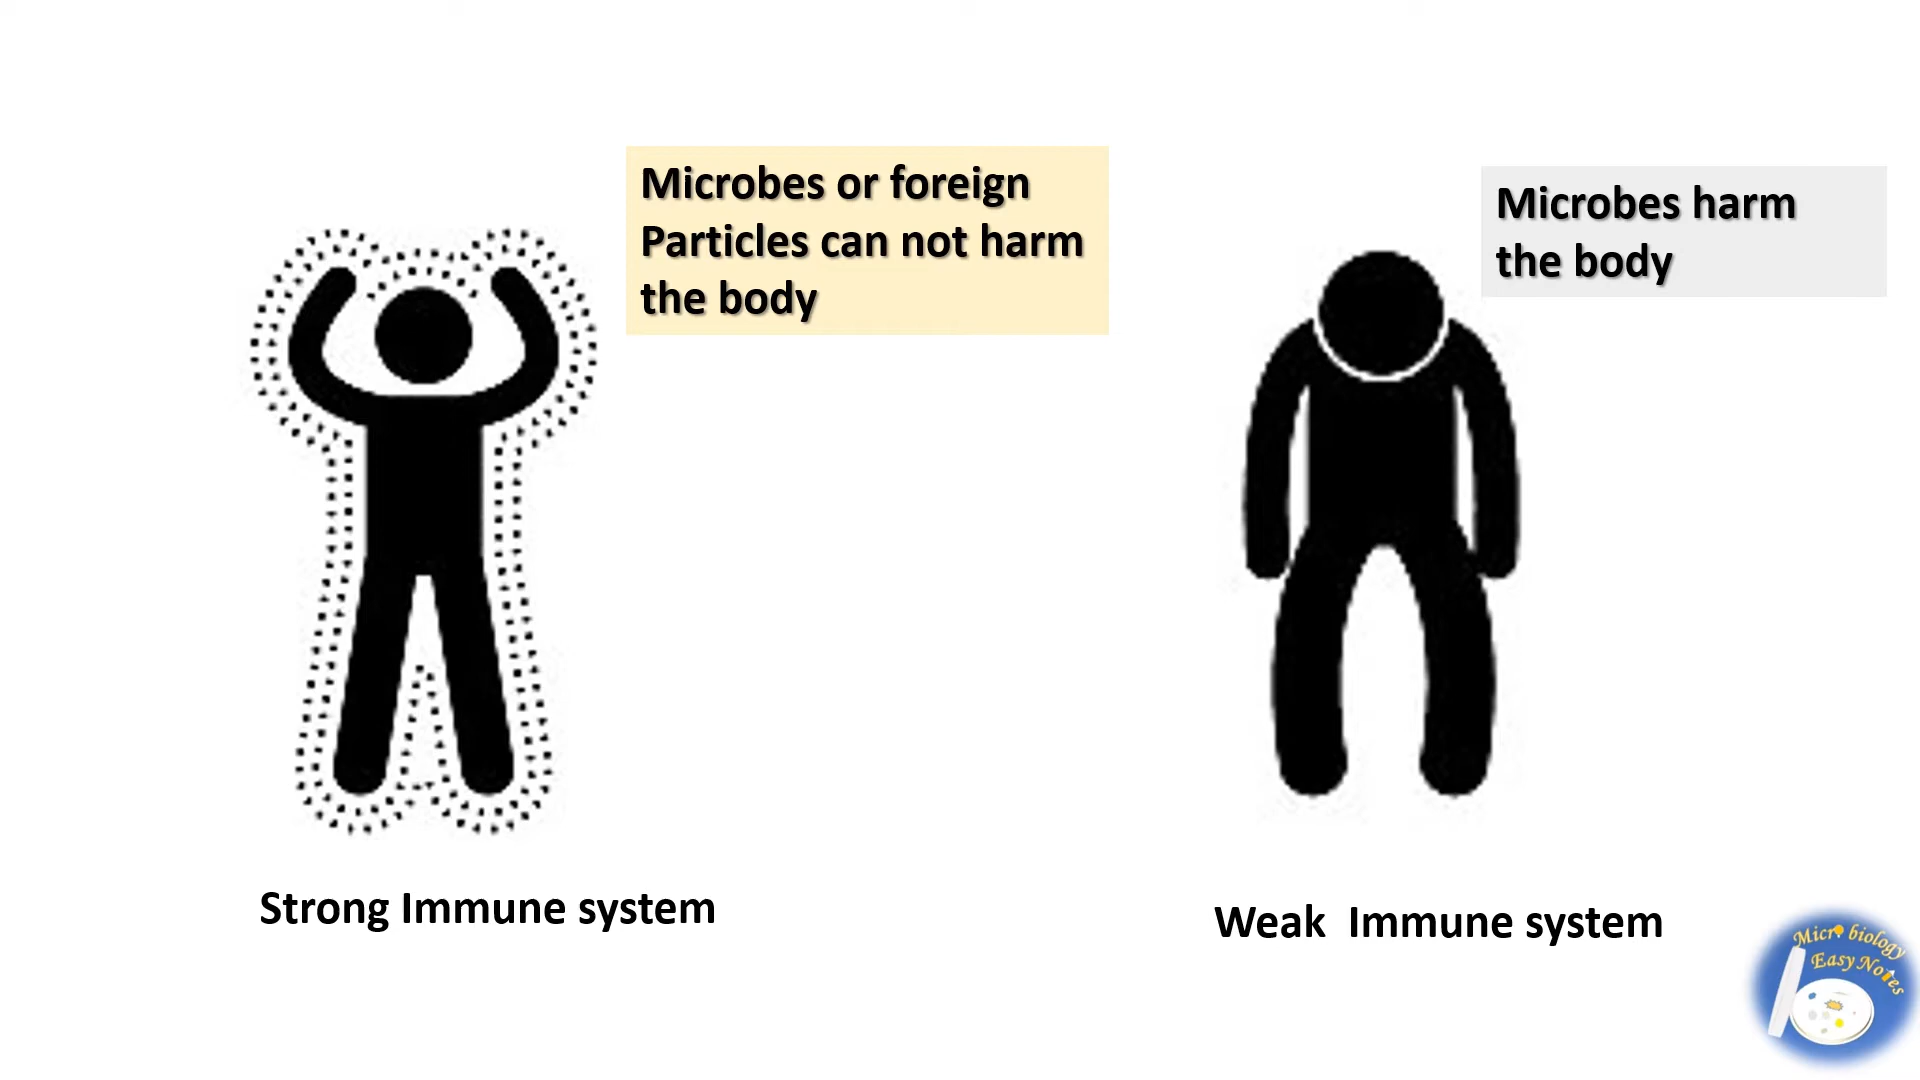 Microbes or foreign
Particles can not harm
the body
Microbes harm
the body
Strong Immune system
Weak  Immune system
Micro biology
Easy Notes